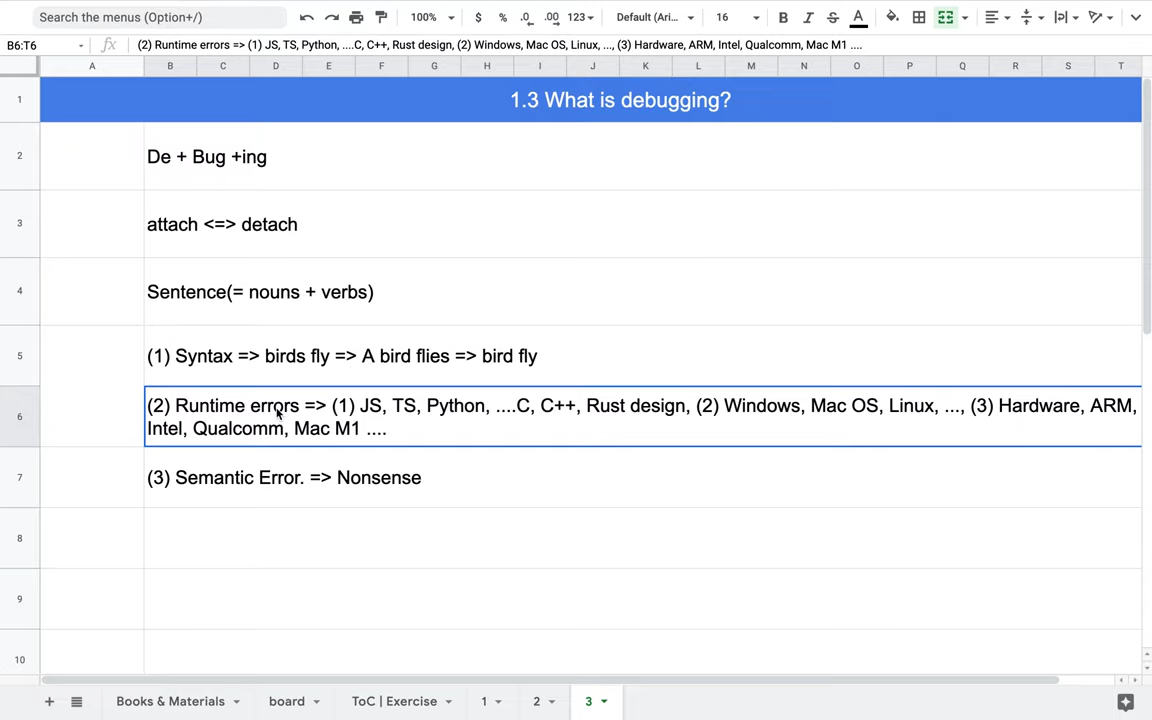 Search the menus (Option+/)
100%
$ % .0 .00 123
Default (Ari...
16
B I S A
B6:T6
fx
(2) Runtime errors => (1) JS, TS, Python, ....C, C++, Rust design, (2) Windows, Mac OS, Linux, ..., (3) Hardware, ARM, Intel, Qualcomm, Mac M1 ....
A B C D E F G H I J K L M N O P Q R S T
1 1.3 What is debugging?
2 De + Bug +ing
3 attach <=> detach
4 Sentence(= nouns + verbs)
5 (1) Syntax => birds fly => A bird flies => bird fly
6 (2) Runtime errors => (1) JS, TS, Python, ....C, C++, Rust design, (2) Windows, Mac OS, Linux, ..., (3) Hardware, ARM,
Intel, Qualcomm, Mac M1 ....
7 (3) Semantic Error. => Nonsense
8
9
10
Books & Materials
board
ToC | Exercise
1
2
3